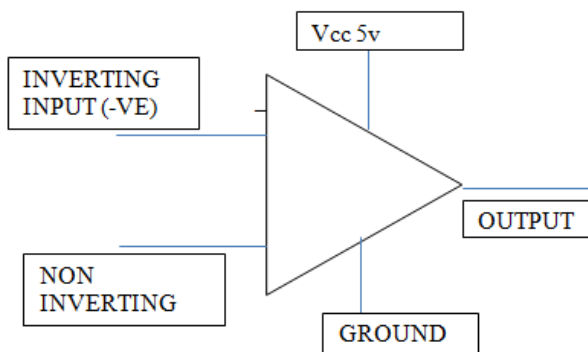 Vcc 5v
INVERTING
INPUT (-VE)
OUTPUT
NON
INVERTING
GROUND